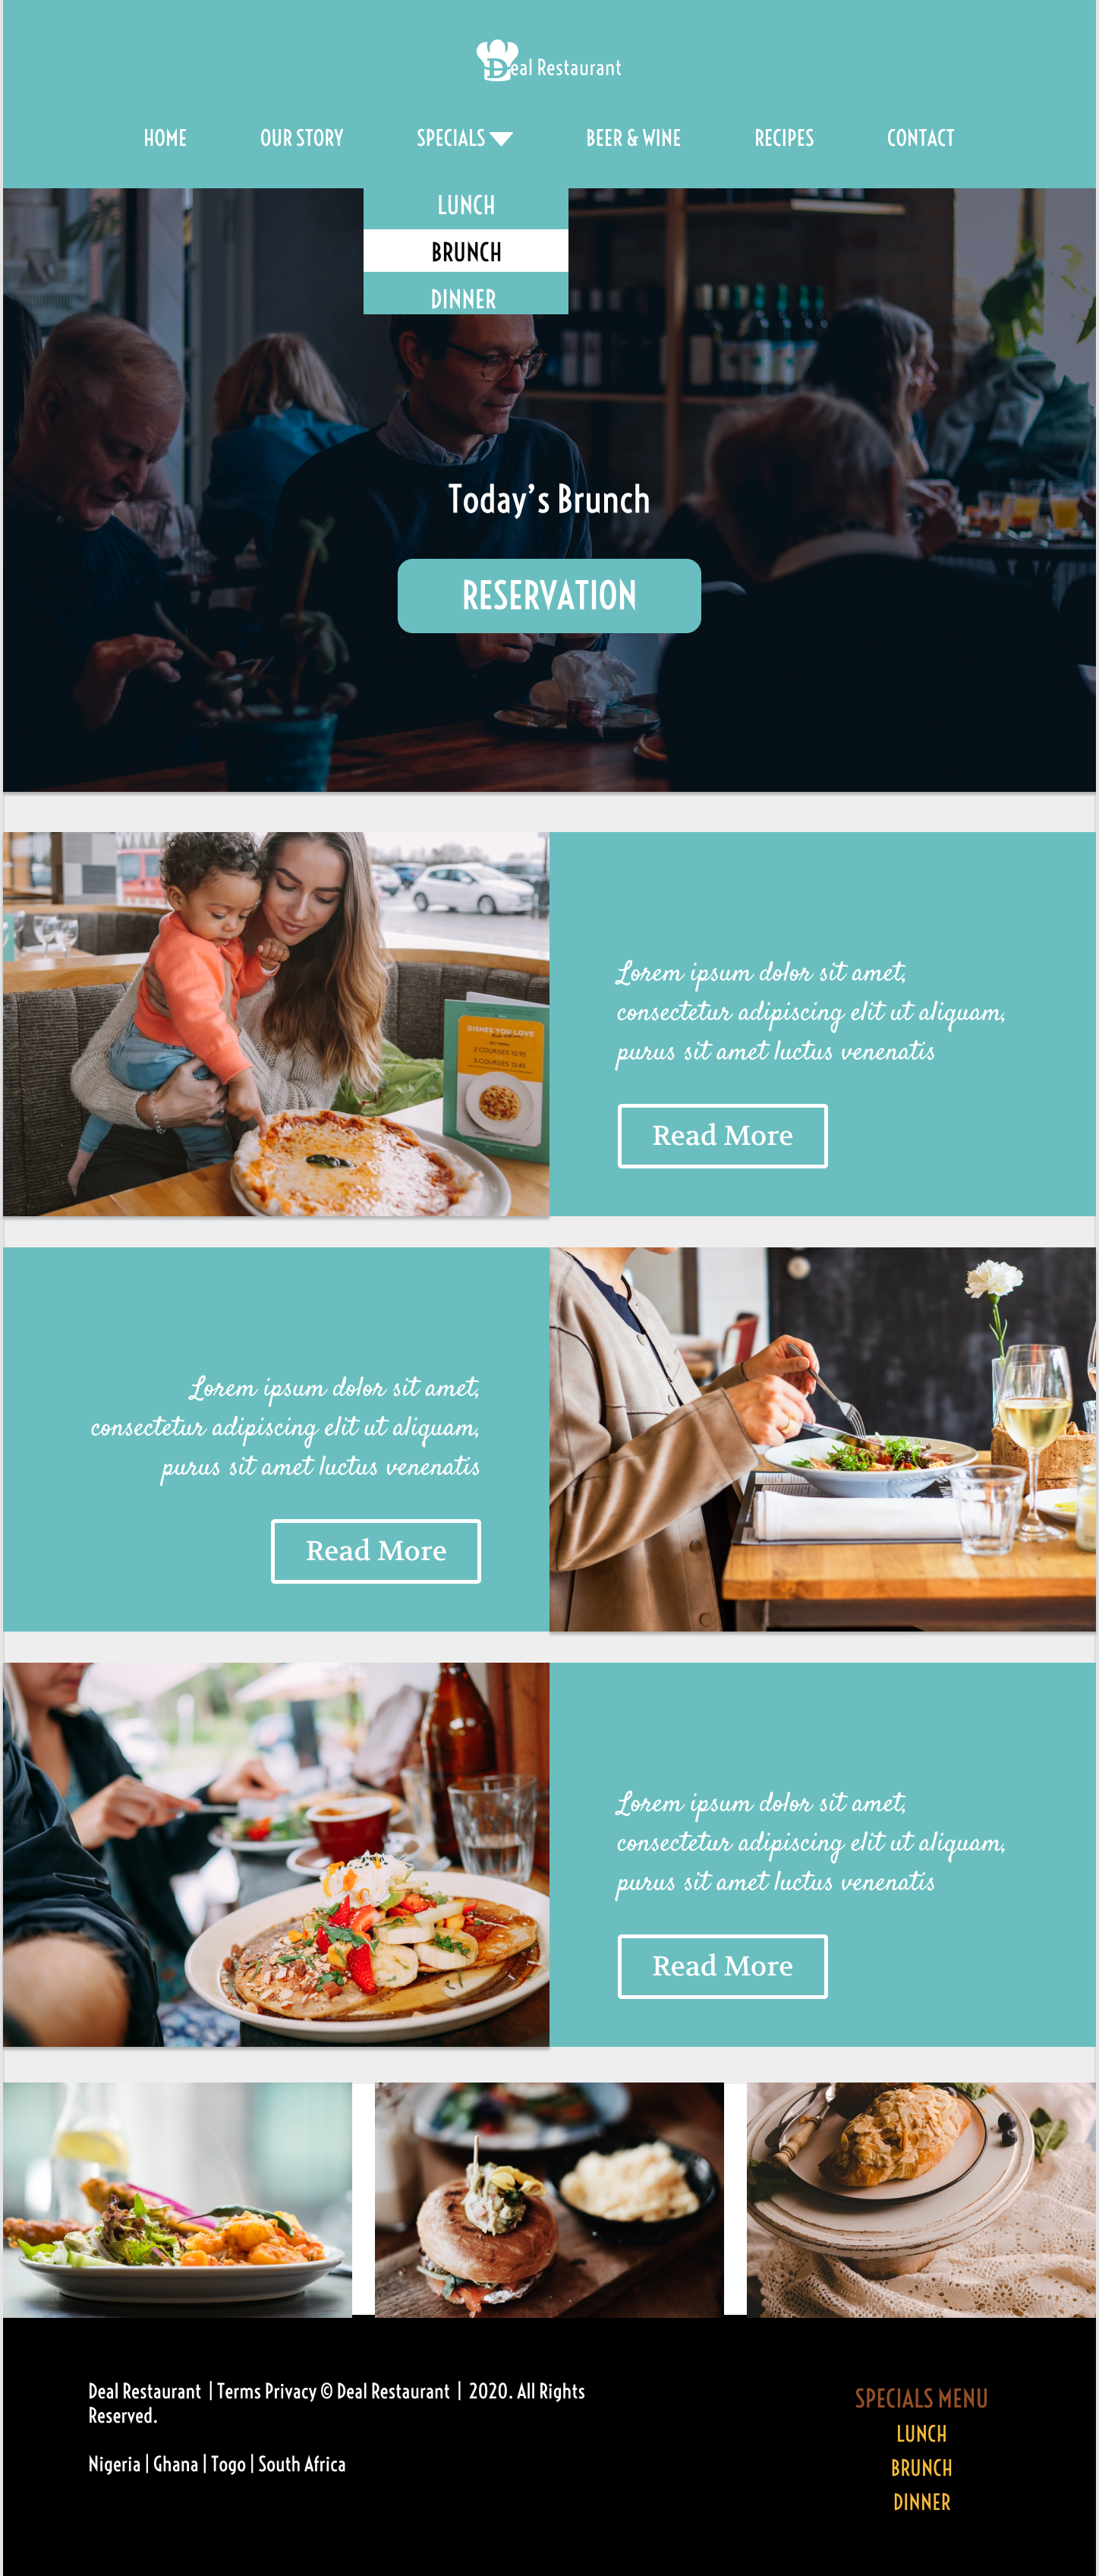 Deal Restaurant
HOME OUR STORY SPECIALS BEER & WINE RECIPES CONTACT
LUNCH
BRUNCH
DINNER
Today’s Brunch
RESERVATION
DISHES YOU LOVE
SET MENU
2 COURSES 10.95
3 COURSES 13.45
Lorem ipsum dolor sit amet,
consectetur adipiscing elit ut aliquam,
purus sit amet luctus venenatis
Read More
Lorem ipsum dolor sit amet,
consectetur adipiscing elit ut aliquam,
purus sit amet luctus venenatis
Read More
Lorem ipsum dolor sit amet,
consectetur adipiscing elit ut aliquam,
purus sit amet luctus venenatis
Read More
Deal Restaurant | Terms Privacy © Deal Restaurant | 2020. All Rights
Reserved.
Nigeria | Ghana | Togo | South Africa
SPECIALS MENU
LUNCH
BRUNCH
DINNER